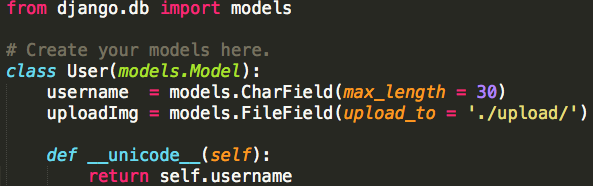 from django.db import models
# Create your models here.
class User(models.Model):
    username  = models.CharField(max_length = 30)
    uploadImg = models.FileField(upload_to = './upload/')
    def __unicode__(self):
        return self.username